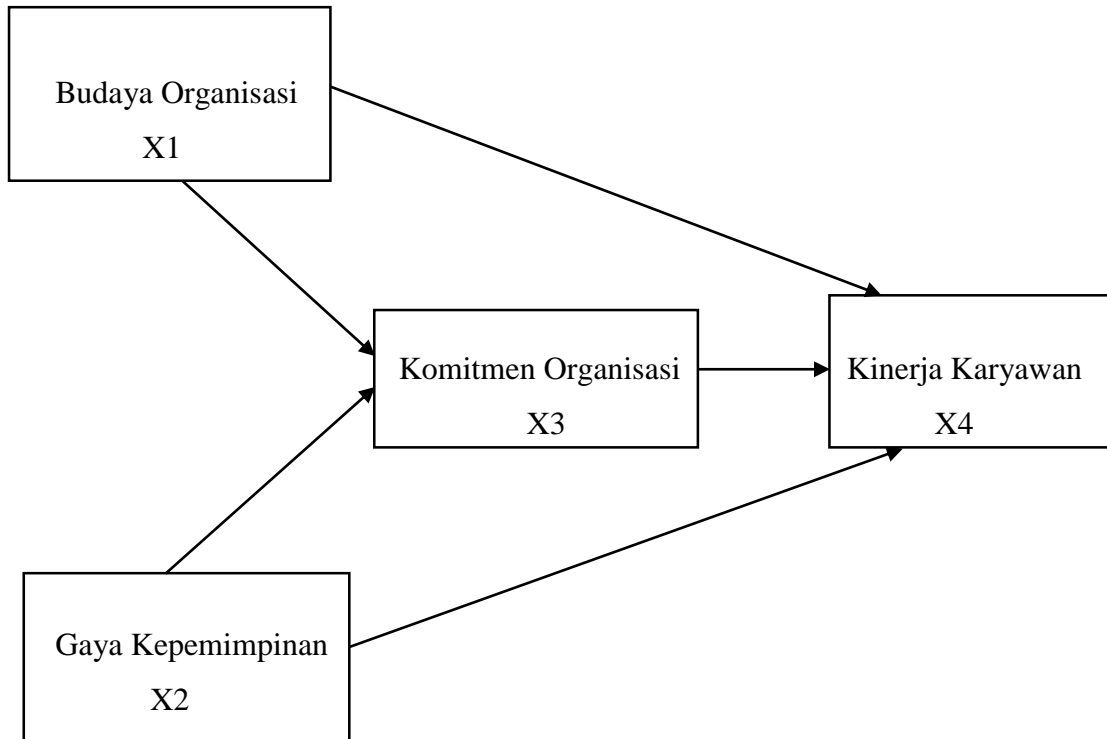 Budaya Organisasi
X1
Komitmen Organisasi
X3
Kinerja Karyawan
X4
Gaya Kepemimpinan
X2